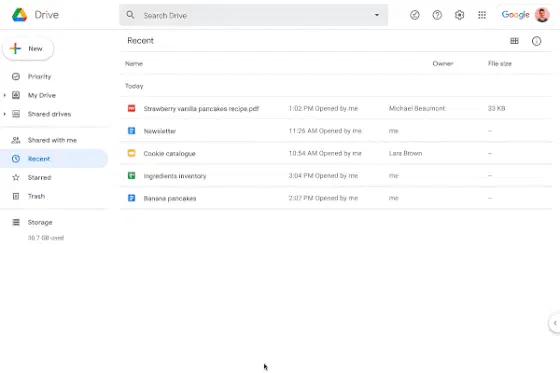 Drive
Search Drive
Google
New
Recent
Name Owner File size
Today
Priority
My Drive
Shared drives
Shared with me
Recent
Starred
Trash
Storage
30.7 GB used
Strawberry vanilla pancakes recipe.pdf 1:02 PM Opened by me Michael Beaumont 33 KB
Newsletter 11:26 AM Opened by me me –
Cookie catalogue 10:54 AM Opened by me Lara Brown –
Ingredients inventory 3:04 PM Opened by me me –
Banana pancakes 2:07 PM Opened by me me –